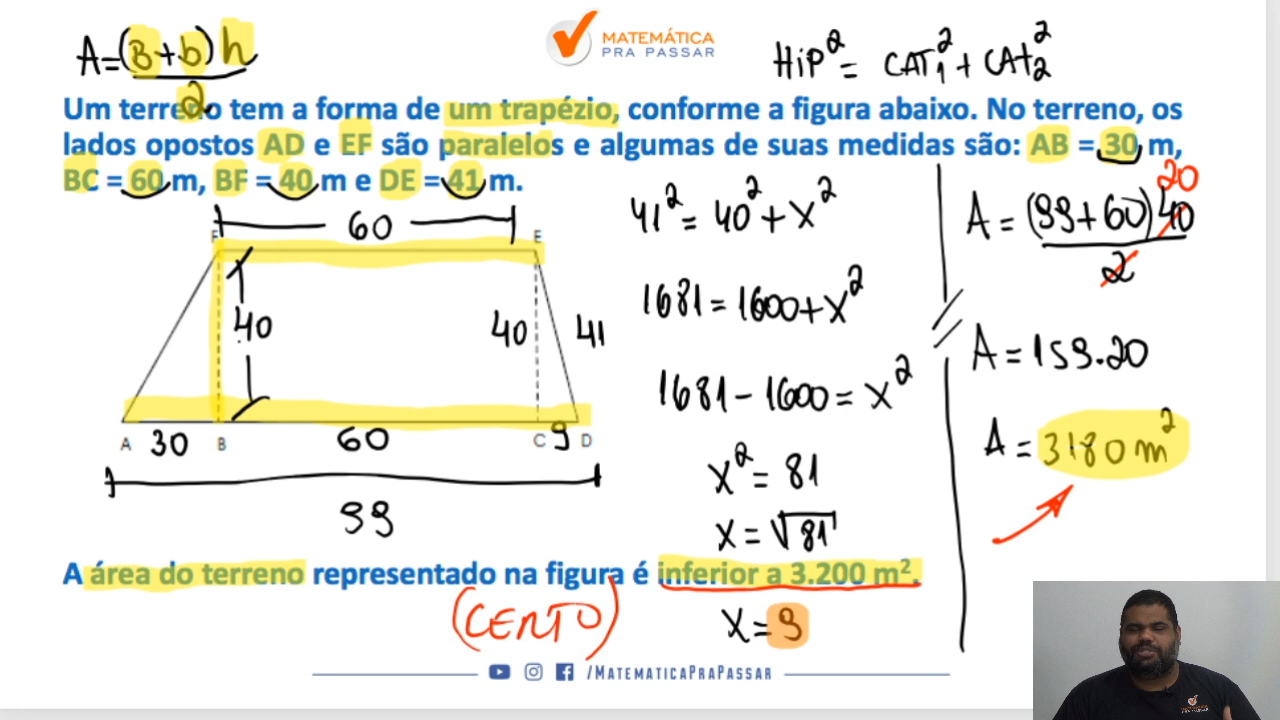 A=(B+b)h
2
MATEMÁTICA
PRA PASSAR
HiP² = CAT₁² + CAt₂²
Um terreno tem a forma de um trapézio, conforme a figura abaixo. No terreno, os
lados opostos AD e EF são paralelos e algumas de suas medidas são: AB = 30 m,
BC = 60 m, BF = 40 m e DE = 41 m.
60
F
E
40
40
41
A
30
B
60
C
9
D
99
41² = 40² + x²
1681 = 1600 + x²
1681 - 1600 = x²
x² = 81
x = √81
x = 9
20
A = (99 + 60) 40
2
A = 159.20
A = 3180 m²
A área do terreno representado na figura é inferior a 3.200 m².
(CERTO)
/MatematicaPraPassar
MATEMÁTICA
PRA PASSAR